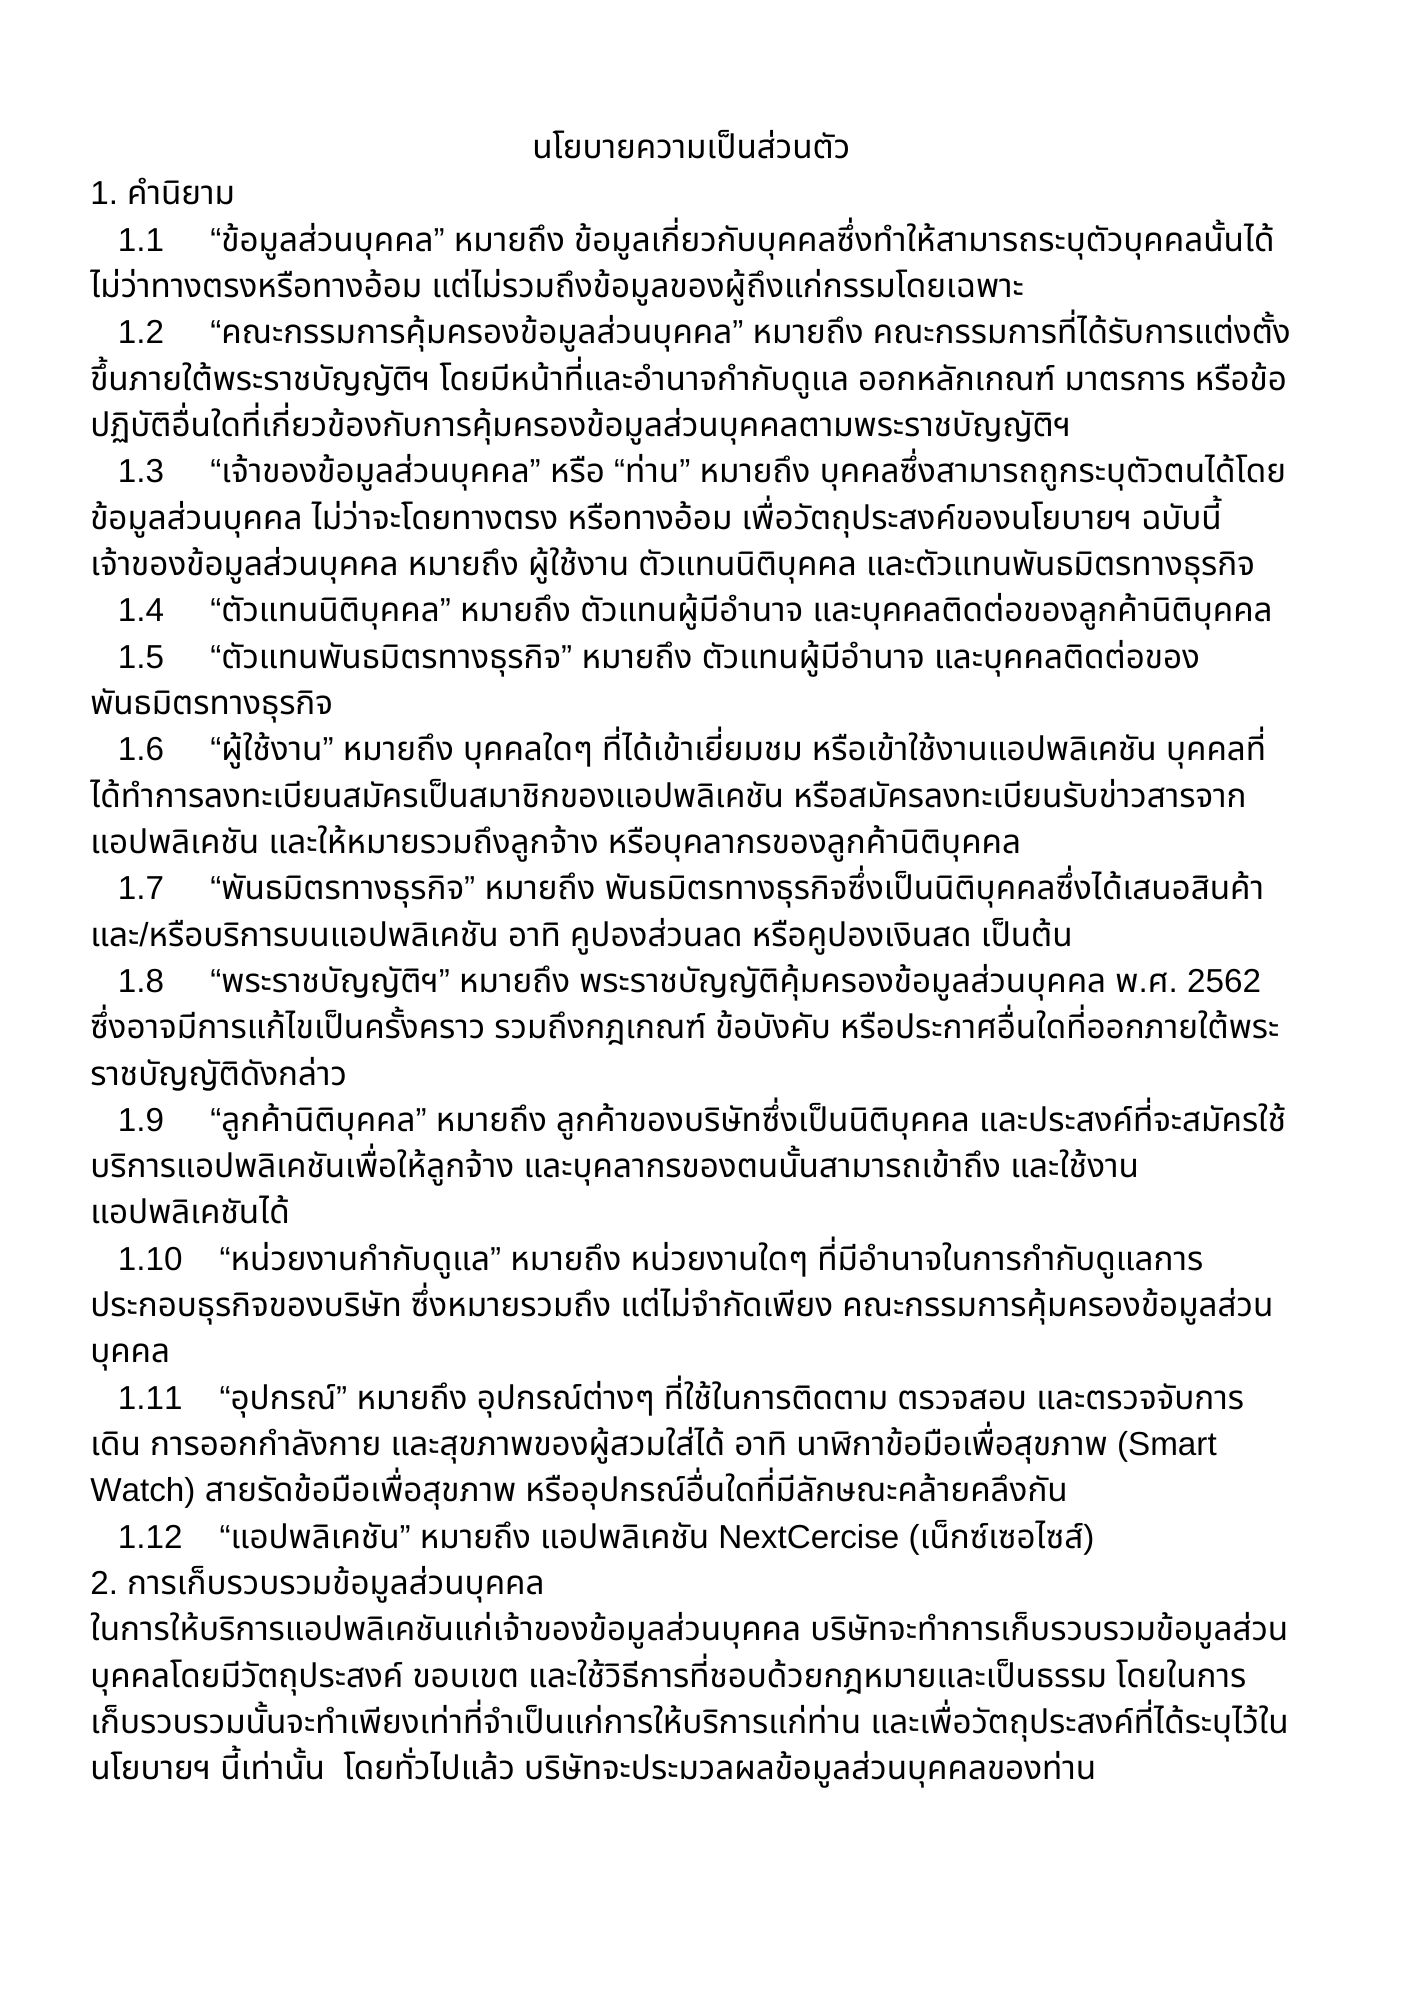 นโยบายความเป็นส่วนตัว
1. คำนิยาม
1.1 “ข้อมูลส่วนบุคคล” หมายถึง ข้อมูลเกี่ยวกับบุคคลซึ่งทำให้สามารถระบุตัวบุคคลนั้นได้
ไม่ว่าทางตรงหรือทางอ้อม แต่ไม่รวมถึงข้อมูลของผู้ถึงแก่กรรมโดยเฉพาะ
1.2 “คณะกรรมการคุ้มครองข้อมูลส่วนบุคคล” หมายถึง คณะกรรมการที่ได้รับการแต่งตั้ง
ขึ้นภายใต้พระราชบัญญัติฯ โดยมีหน้าที่และอำนาจกำกับดูแล ออกหลักเกณฑ์ มาตรการ หรือข้อ
ปฏิบัติอื่นใดที่เกี่ยวข้องกับการคุ้มครองข้อมูลส่วนบุคคลตามพระราชบัญญัติฯ
1.3 “เจ้าของข้อมูลส่วนบุคคล” หรือ “ท่าน” หมายถึง บุคคลซึ่งสามารถถูกระบุตัวตนได้โดย
ข้อมูลส่วนบุคคล ไม่ว่าจะโดยทางตรง หรือทางอ้อม เพื่อวัตถุประสงค์ของนโยบายฯ ฉบับนี้
เจ้าของข้อมูลส่วนบุคคล หมายถึง ผู้ใช้งาน ตัวแทนนิติบุคคล และตัวแทนพันธมิตรทางธุรกิจ
1.4 “ตัวแทนนิติบุคคล” หมายถึง ตัวแทนผู้มีอำนาจ และบุคคลติดต่อของลูกค้านิติบุคคล
1.5 “ตัวแทนพันธมิตรทางธุรกิจ” หมายถึง ตัวแทนผู้มีอำนาจ และบุคคลติดต่อของ
พันธมิตรทางธุรกิจ
1.6 “ผู้ใช้งาน” หมายถึง บุคคลใดๆ ที่ได้เข้าเยี่ยมชม หรือเข้าใช้งานแอปพลิเคชัน บุคคลที่
ได้ทำการลงทะเบียนสมัครเป็นสมาชิกของแอปพลิเคชัน หรือสมัครลงทะเบียนรับข่าวสารจาก
แอปพลิเคชัน และให้หมายรวมถึงลูกจ้าง หรือบุคลากรของลูกค้านิติบุคคล
1.7 “พันธมิตรทางธุรกิจ” หมายถึง พันธมิตรทางธุรกิจซึ่งเป็นนิติบุคคลซึ่งได้เสนอสินค้า
และ/หรือบริการบนแอปพลิเคชัน อาทิ คูปองส่วนลด หรือคูปองเงินสด เป็นต้น
1.8 “พระราชบัญญัติฯ” หมายถึง พระราชบัญญัติคุ้มครองข้อมูลส่วนบุคคล พ.ศ. 2562
ซึ่งอาจมีการแก้ไขเป็นครั้งคราว รวมถึงกฎเกณฑ์ ข้อบังคับ หรือประกาศอื่นใดที่ออกภายใต้พระ
ราชบัญญัติดังกล่าว
1.9 “ลูกค้านิติบุคคล” หมายถึง ลูกค้าของบริษัทซึ่งเป็นนิติบุคคล และประสงค์ที่จะสมัครใช้
บริการแอปพลิเคชันเพื่อให้ลูกจ้าง และบุคลากรของตนนั้นสามารถเข้าถึง และใช้งาน
แอปพลิเคชันได้
1.10 “หน่วยงานกำกับดูแล” หมายถึง หน่วยงานใดๆ ที่มีอำนาจในการกำกับดูแลการ
ประกอบธุรกิจของบริษัท ซึ่งหมายรวมถึง แต่ไม่จำกัดเพียง คณะกรรมการคุ้มครองข้อมูลส่วน
บุคคล
1.11 “อุปกรณ์” หมายถึง อุปกรณ์ต่างๆ ที่ใช้ในการติดตาม ตรวจสอบ และตรวจจับการ
เดิน การออกกำลังกาย และสุขภาพของผู้สวมใส่ได้ อาทิ นาฬิกาข้อมือเพื่อสุขภาพ (Smart
Watch) สายรัดข้อมือเพื่อสุขภาพ หรืออุปกรณ์อื่นใดที่มีลักษณะคล้ายคลึงกัน
1.12 “แอปพลิเคชัน” หมายถึง แอปพลิเคชัน NextCercise (เน็กซ์เซอไซส์)
2. การเก็บรวบรวมข้อมูลส่วนบุคคล
ในการให้บริการแอปพลิเคชันแก่เจ้าของข้อมูลส่วนบุคคล บริษัทจะทำการเก็บรวบรวมข้อมูลส่วน
บุคคลโดยมีวัตถุประสงค์ ขอบเขต และใช้วิธีการที่ชอบด้วยกฎหมายและเป็นธรรม โดยในการ
เก็บรวบรวมนั้นจะทำเพียงเท่าที่จำเป็นแก่การให้บริการแก่ท่าน และเพื่อวัตถุประสงค์ที่ได้ระบุไว้ใน
นโยบายฯ นี้เท่านั้น โดยทั่วไปแล้ว บริษัทจะประมวลผลข้อมูลส่วนบุคคลของท่าน